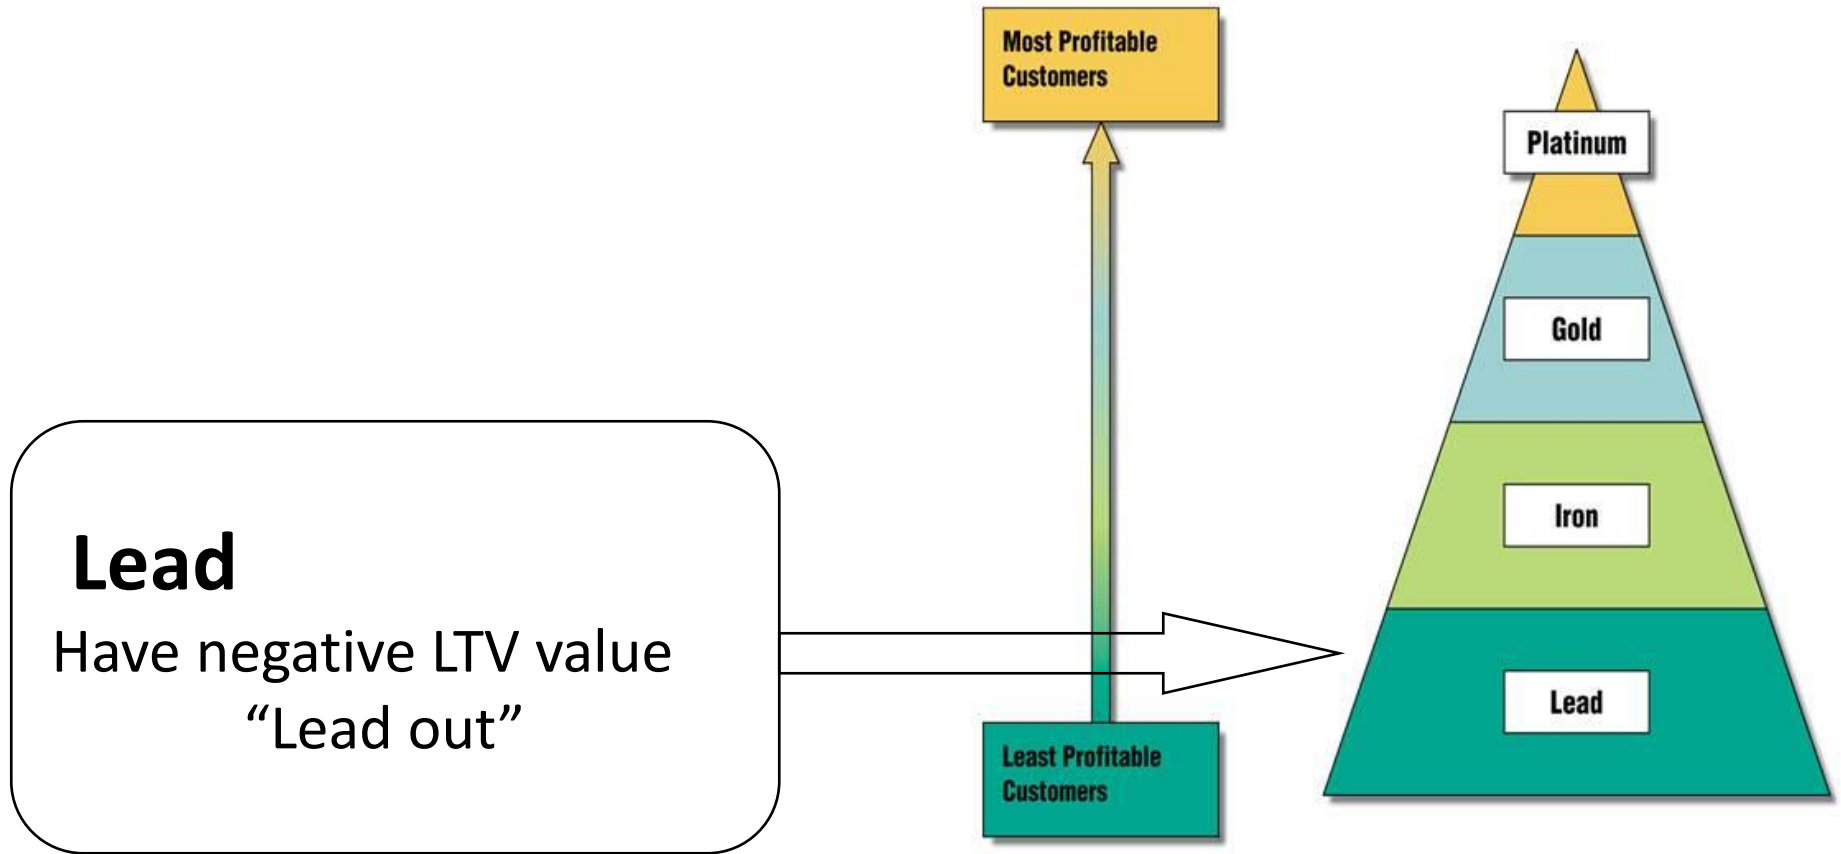 Most Profitable
Customers
Platinum
Gold
Iron
Lead
Lead
Have negative LTV value
“Lead out”
Least Profitable
Customers